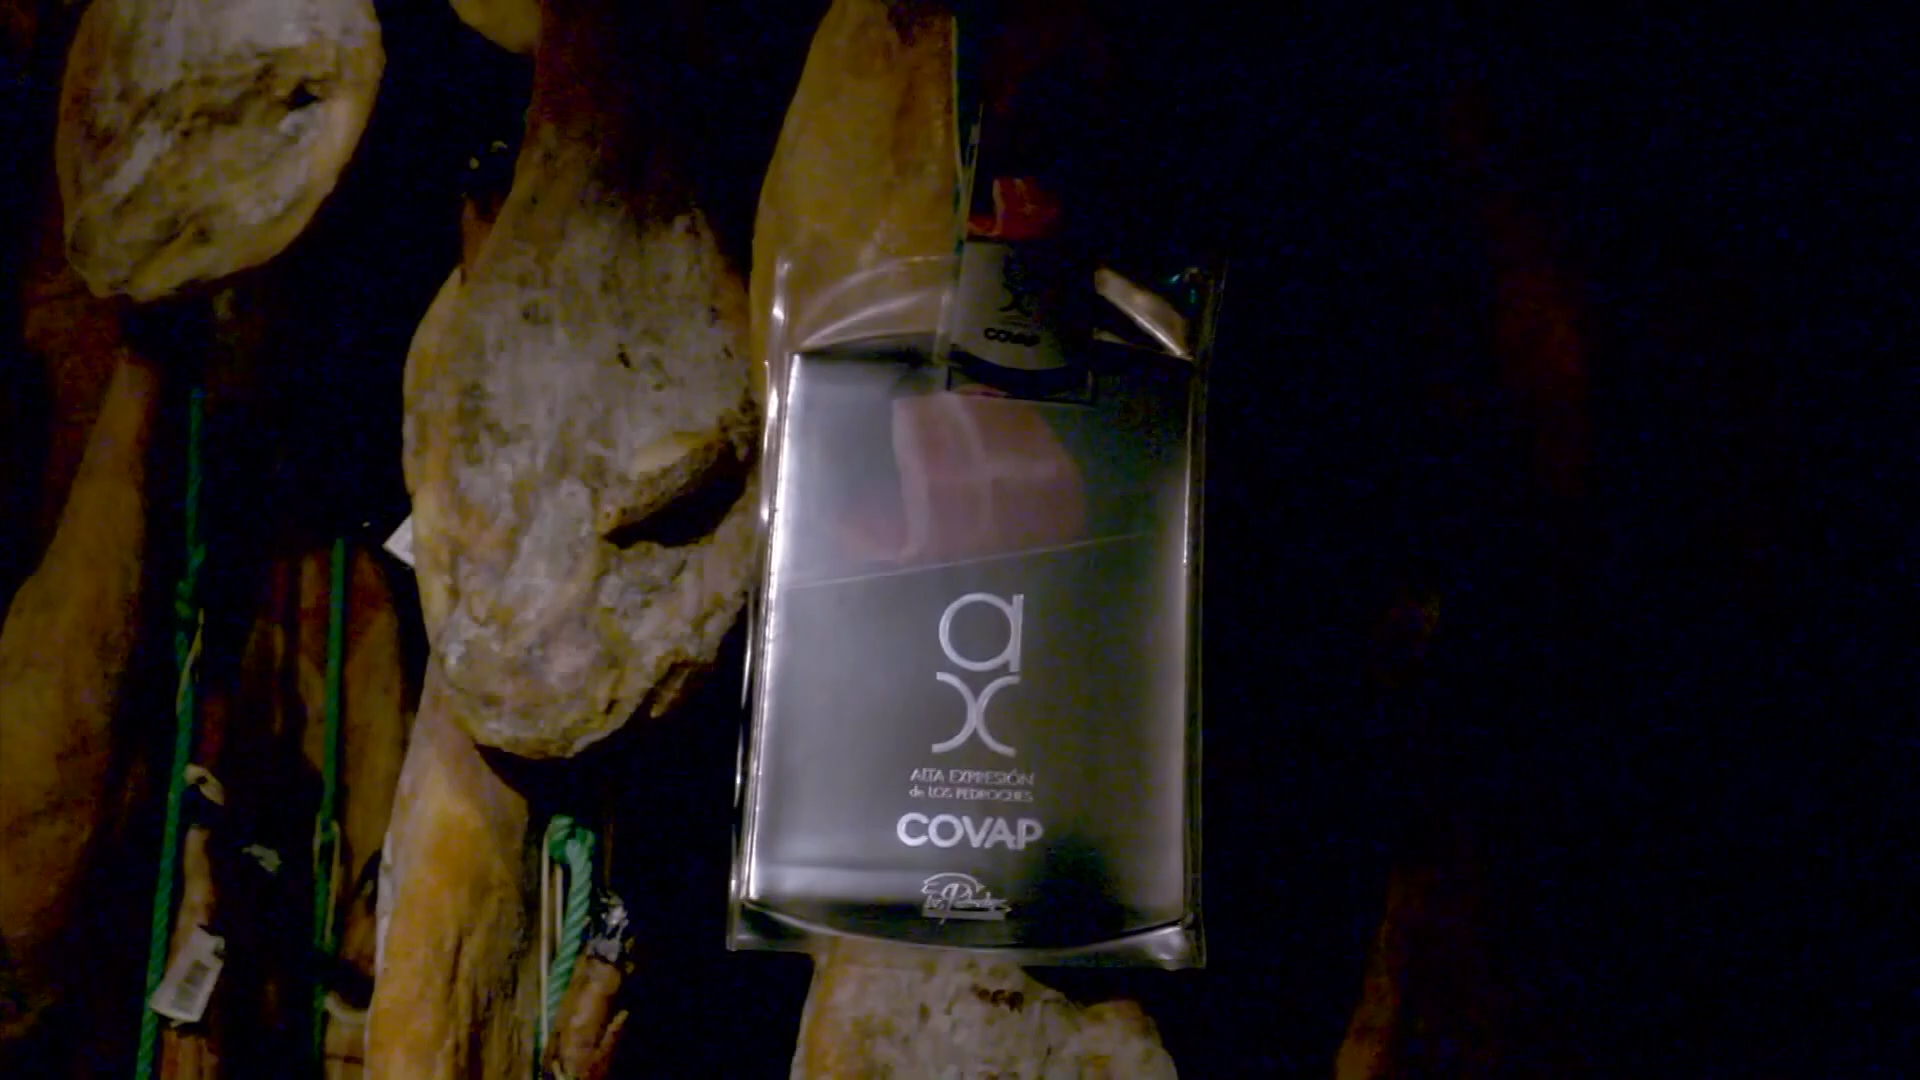 COVAP
ax
ALTA EXPRESIÓN
de LOS PEDROCHES
COVAP